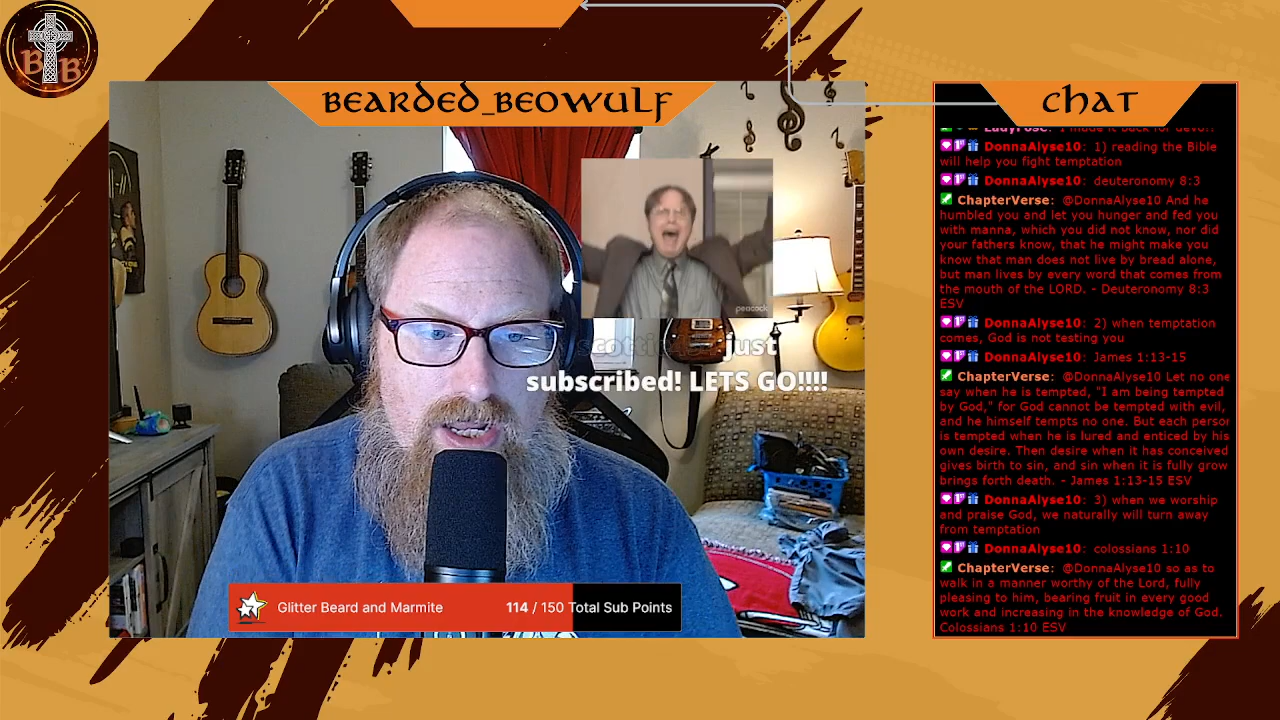 B
B
BEARDED_BEOWULF
CHAT
peacock
just
subscribed! LETS GO!!!!
Glitter Beard and Marmite 114 / 150 Total Sub Points
LadyRose: I made it back for devo!!
DonnaAlyse10: 1) reading the Bible
will help you fight temptation
DonnaAlyse10: deuteronomy 8:3
ChapterVerse: @DonnaAlyse10 And he
humbled you and let you hunger and fed you
with manna, which you did not know, nor did
your fathers know, that he might make you
know that man does not live by bread alone,
but man lives by every word that comes from
the mouth of the LORD. - Deuteronomy 8:3
ESV
DonnaAlyse10: 2) when temptation
comes, God is not testing you
DonnaAlyse10: James 1:13-15
ChapterVerse: @DonnaAlyse10 Let no one
say when he is tempted, "I am being tempted
by God," for God cannot be tempted with evil,
and he himself tempts no one. But each person
is tempted when he is lured and enticed by his
own desire. Then desire when it has conceived
gives birth to sin, and sin when it is fully grow
brings forth death. - James 1:13-15 ESV
DonnaAlyse10: 3) when we worship
and praise God, we naturally will turn away
from temptation
DonnaAlyse10: colossians 1:10
ChapterVerse: @DonnaAlyse10 so as to
walk in a manner worthy of the Lord, fully
pleasing to him, bearing fruit in every good
work and increasing in the knowledge of God.
Colossians 1:10 ESV